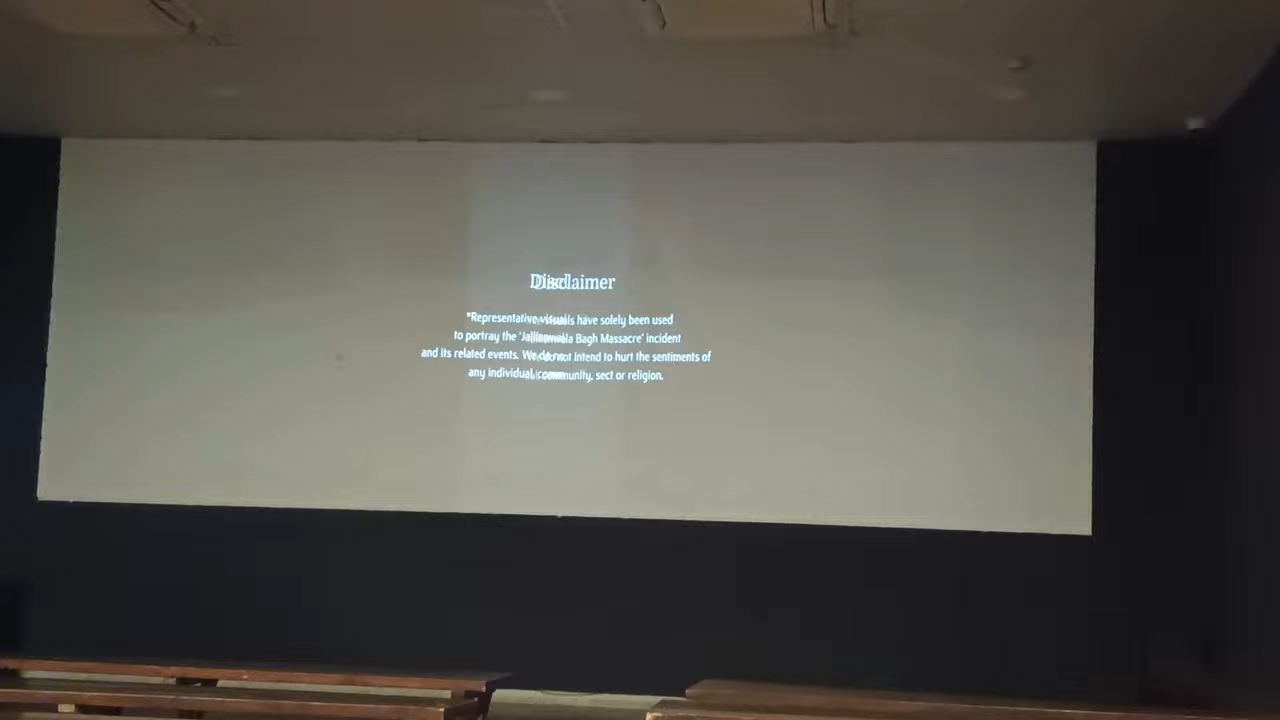 Disclaimer
*Representative visuals have solely been used
to portray the 'Jallianwala Bagh Massacre' incident
and its related events. We do not intend to hurt the sentiments of
any individual, community, sect or religion.